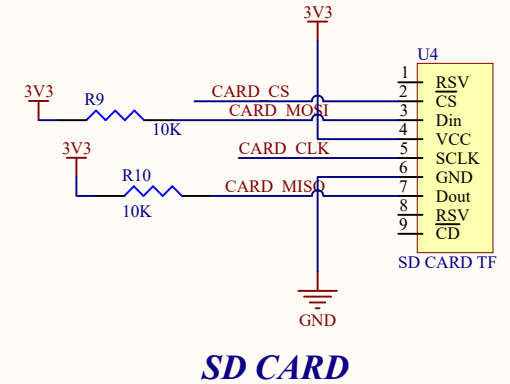 3V3
U4
1 RSV
3V3 R9 CARD_CS 2 CS
CARD_MOSI 3 Din
10K 4 VCC
3V3 CARD_CLK 5 SCLK
6 GND
R10 CARD_MISO 7 Dout
10K 8 RSV
9 CD
SD CARD TF
GND
SD CARD